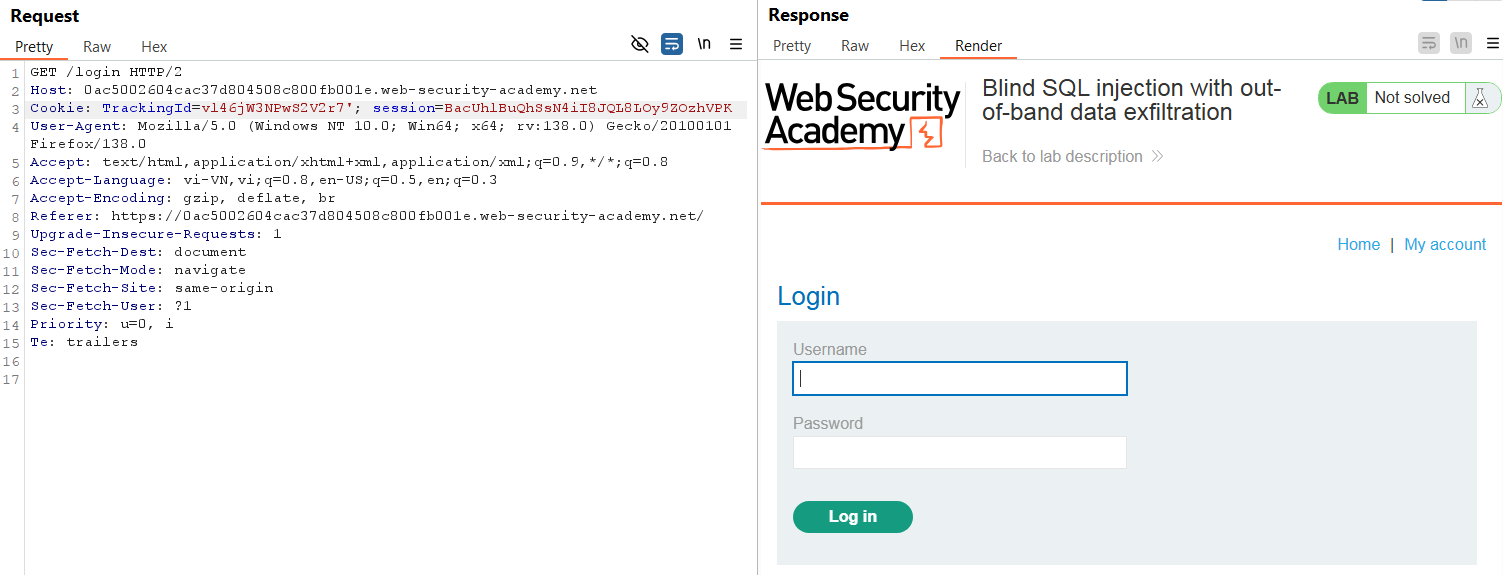 Request
Pretty Raw Hex \n
1 GET /login HTTP/2
2 Host: 0ac5002604cac37d804508c800fb001e.web-security-academy.net
3 Cookie: TrackingId=vl46jW3NPwS2V2r7'; session=BacUhlBuQhSsN4iI8JQL8LOy9ZOzhVPK
4 User-Agent: Mozilla/5.0 (Windows NT 10.0; Win64; x64; rv:138.0) Gecko/20100101
Firefox/138.0
5 Accept: text/html,application/xhtml+xml,application/xml;q=0.9,*/*;q=0.8
6 Accept-Language: vi-VN,vi;q=0.8,en-US;q=0.5,en;q=0.3
7 Accept-Encoding: gzip, deflate, br
8 Referer: https://0ac5002604cac37d804508c800fb001e.web-security-academy.net/
9 Upgrade-Insecure-Requests: 1
10 Sec-Fetch-Dest: document
11 Sec-Fetch-Mode: navigate
12 Sec-Fetch-Site: same-origin
13 Sec-Fetch-User: ?1
14 Priority: u=0, i
15 Te: trailers
16
17
Response
Pretty Raw Hex Render \n
Web Security
Academy
Blind SQL injection with out-
of-band data exfiltration
LAB Not solved
Back to lab description
Home | My account
Login
Username
Password
Log in